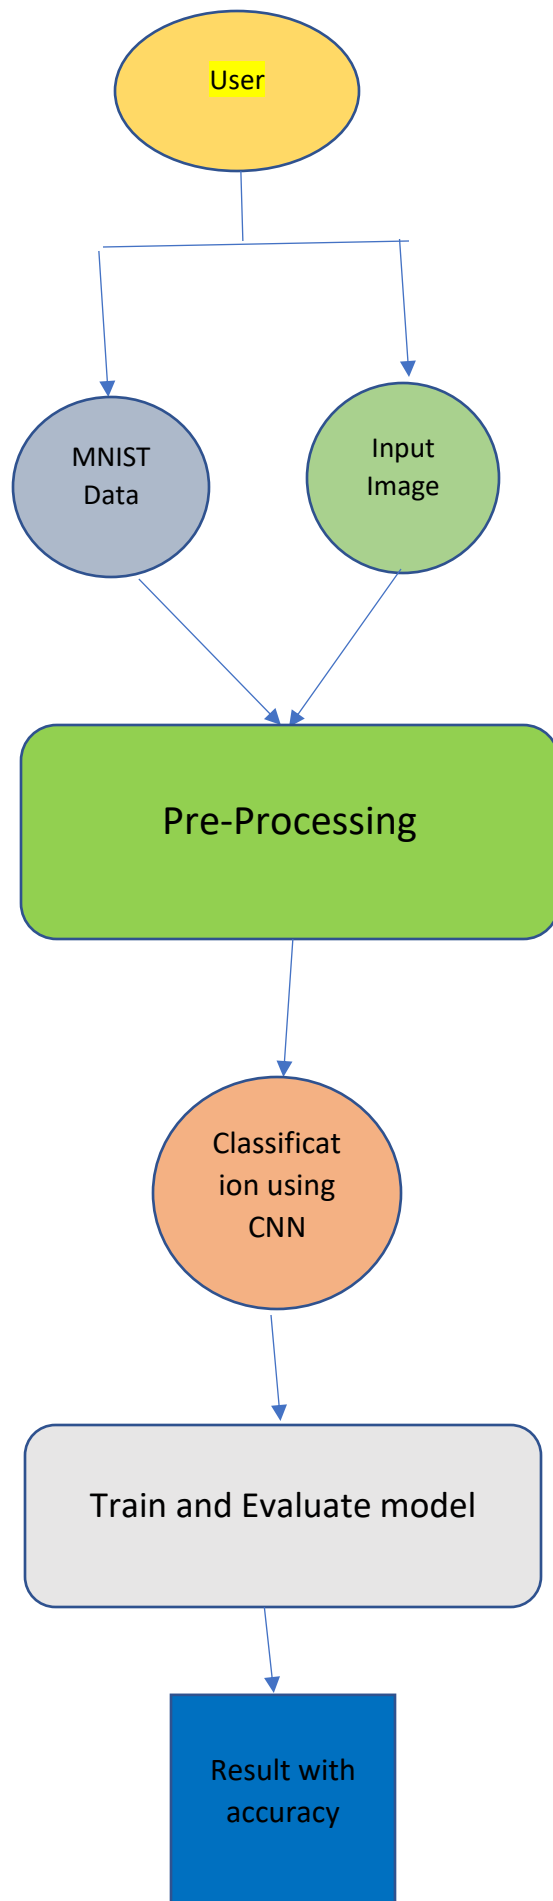 User
MNIST
Data
Input
Image
Pre-Processing
Classificat
ion using
CNN
Train and Evaluate model
Result with
accuracy